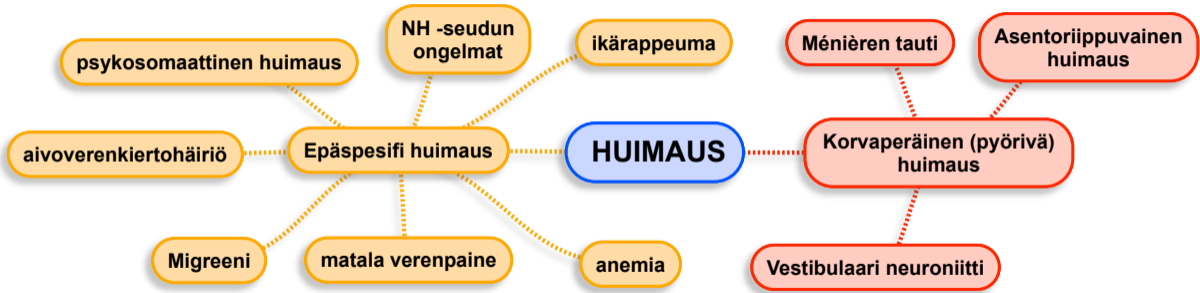 NH -seudun
ongelmat
ikärappeuma
Ménièren tauti
Asentoriippuvainen
huimaus
psykosomaattinen huimaus
aivoverenkiertohäiriö
Epäspesifi huimaus
HUIMAUS
Korvaperäinen (pyörivä)
huimaus
Migreeni
matala verenpaine
anemia
Vestibulaari neuroniitti